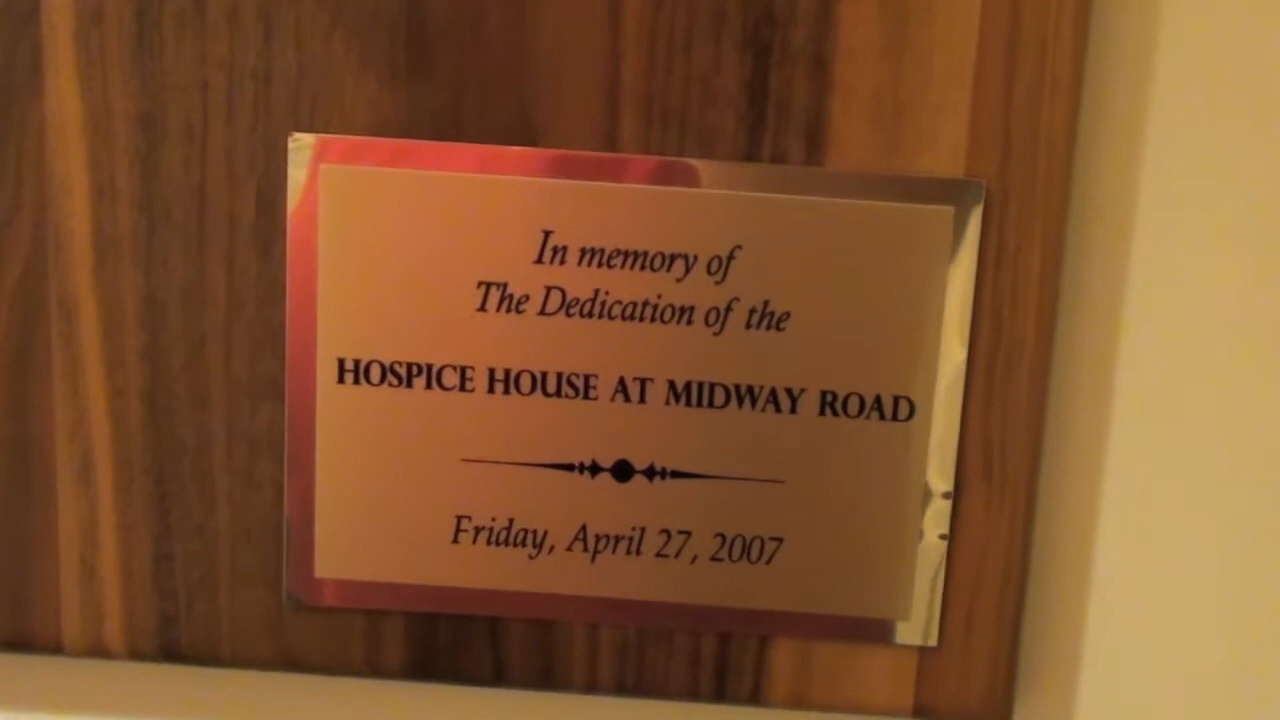 In memory of
The Dedication of the
HOSPICE HOUSE AT MIDWAY ROAD
Friday, April 27, 2007